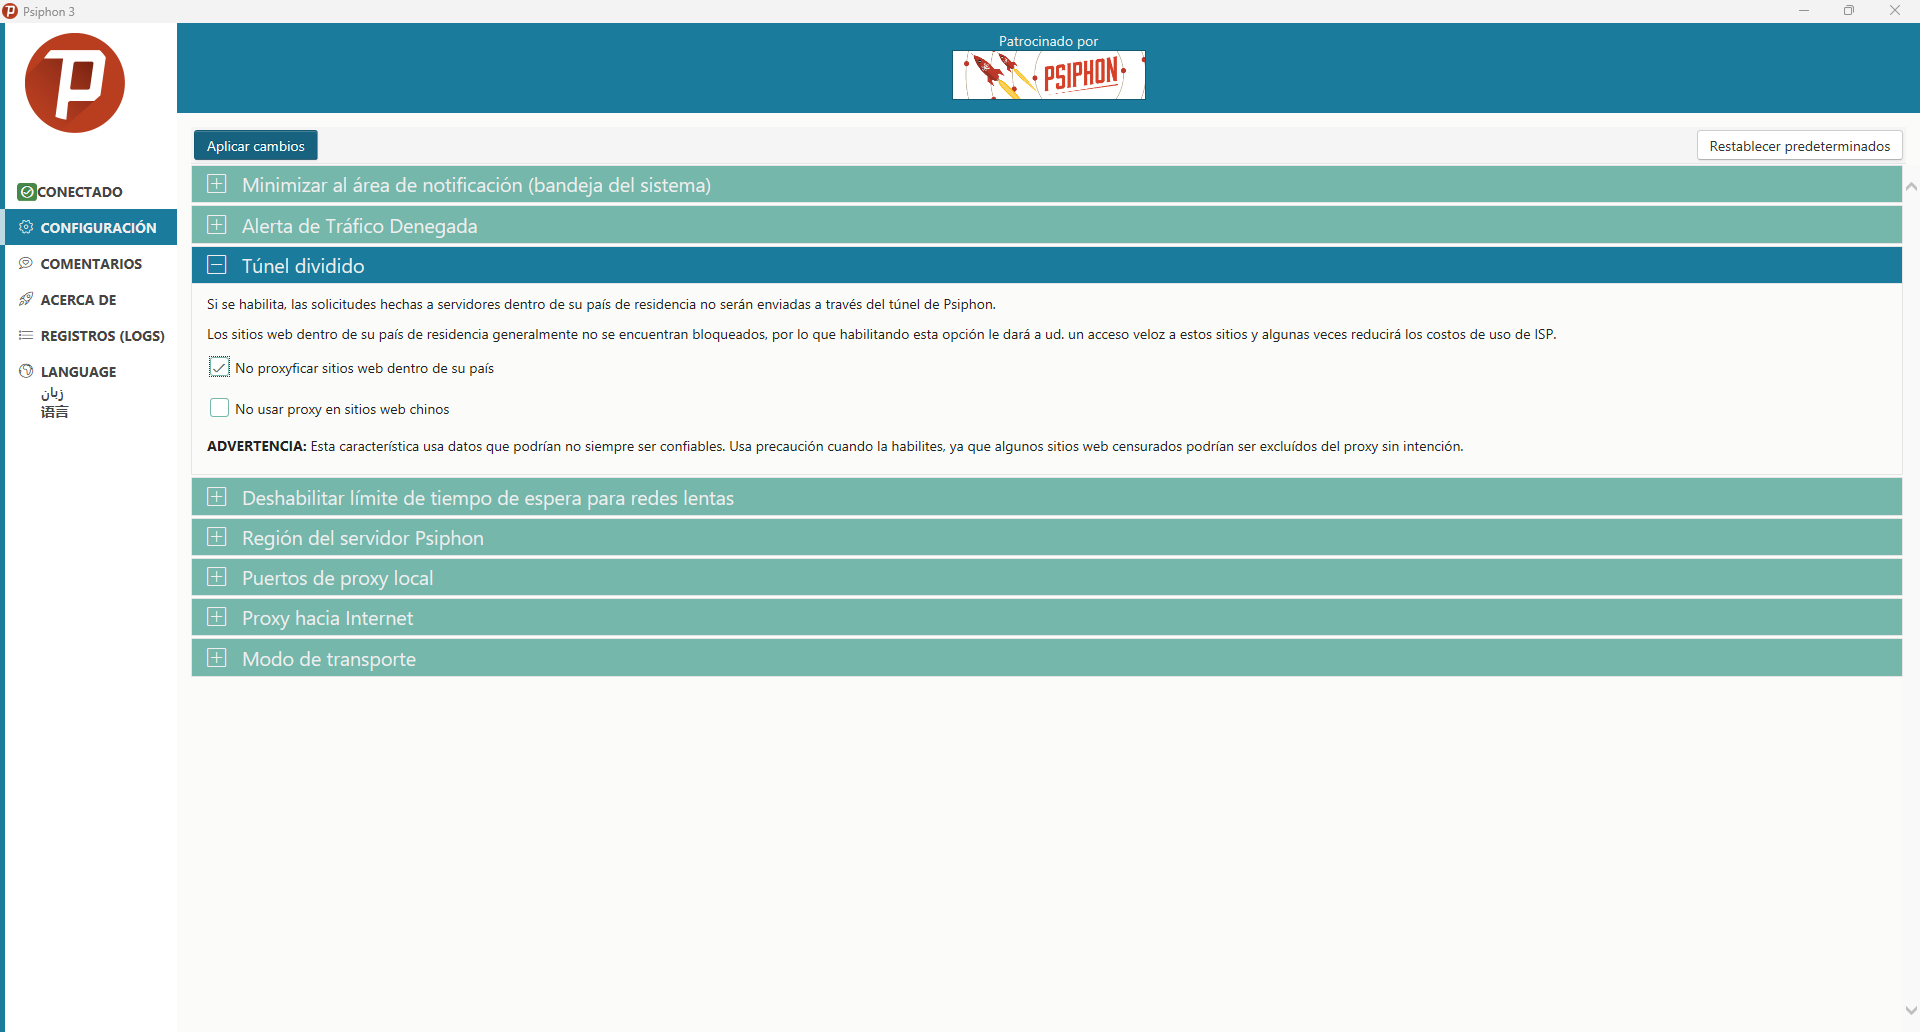 Psiphon 3
Patrocinado por
PSIPHON
Aplicar cambios
Restablecer predeterminados
CONECTADO
CONFIGURACIÓN
COMENTARIOS
ACERCA DE
REGISTROS (LOGS)
LANGUAGE
زبان
语言
Minimizar al área de notificación (bandeja del sistema)
Alerta de Tráfico Denegada
Túnel dividido
Si se habilita, las solicitudes hechas a servidores dentro de su país de residencia no serán enviadas a través del túnel de Psiphon.
Los sitios web dentro de su país de residencia generalmente no se encuentran bloqueados, por lo que habilitando esta opción le dará a ud. un acceso veloz a estos sitios y algunas veces reducirá los costos de uso de ISP.
No proxyficar sitios web dentro de su país
No usar proxy en sitios web chinos
ADVERTENCIA: Esta característica usa datos que podrían no siempre ser confiables. Usa precaución cuando la habilites, ya que algunos sitios web censurados podrían ser excluídos del proxy sin intención.
Deshabilitar límite de tiempo de espera para redes lentas
Región del servidor Psiphon
Puertos de proxy local
Proxy hacia Internet
Modo de transporte